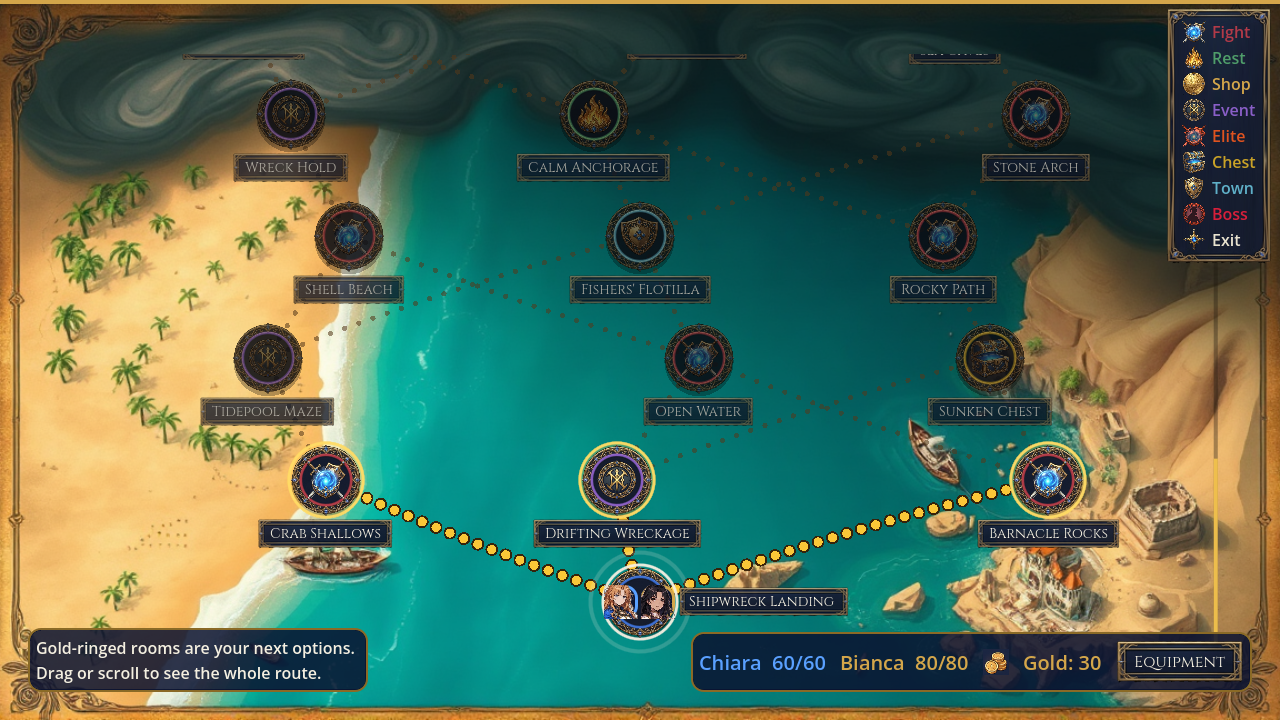 Fight
Rest
Shop
Event
Elite
Chest
Town
Boss
Exit
WRECK HOLD
CALM ANCHORAGE
STONE ARCH
SHELL BEACH
FISHERS' FLOTILLA
ROCKY PATH
TIDEPOOL MAZE
OPEN WATER
SUNKEN CHEST
CRAB SHALLOWS
DRIFTING WRECKAGE
BARNACLE ROCKS
SHIPWRECK LANDING
Gold-ringed rooms are your next options.
Drag or scroll to see the whole route.
Chiara 60/60 Bianca 80/80 Gold: 30 EQUIPMENT